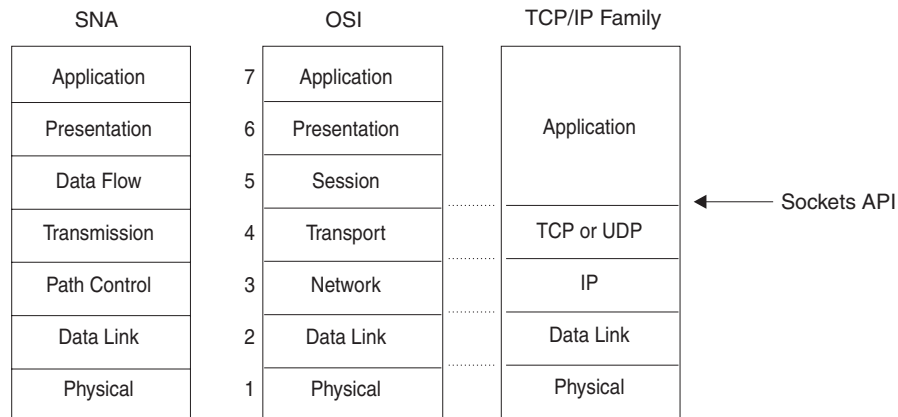 SNA OSI TCP/IP Family
Application 7 Application
Presentation 6 Presentation Application
Data Flow 5 Session
Sockets API
Transmission 4 Transport TCP or UDP
Path Control 3 Network IP
Data Link 2 Data Link Data Link
Physical 1 Physical Physical